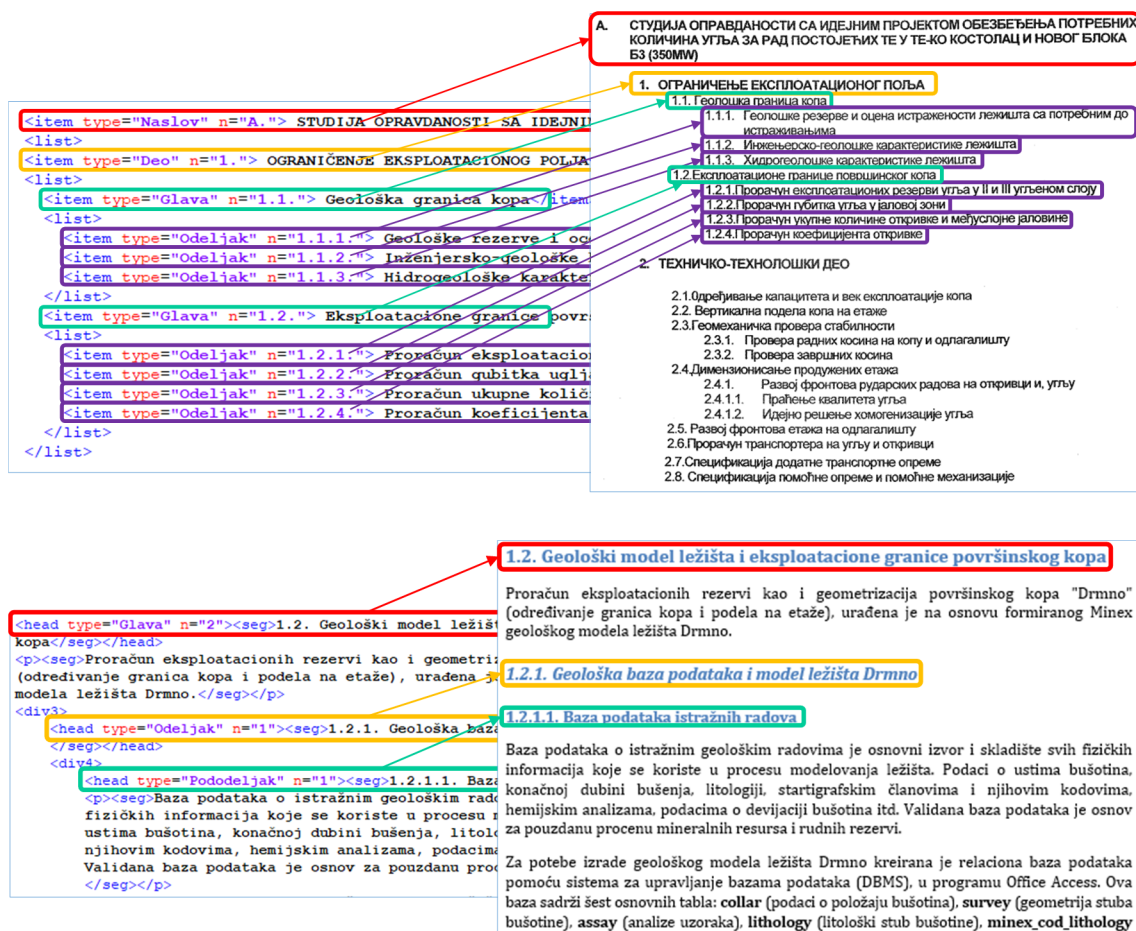 A. СТУДИЈА ОПРАВДАНОСТИ СА ИДЕЈНИМ ПРОЈЕКТОМ ОБЕЗБЕЂЕЊА ПОТРЕБНИХ
КОЛИЧИНА УГЉА ЗА РАД ПОСТОЈЕЋИХ ТЕ У ТЕ-КО КОСТОЛАЦ И НОВОГ БЛОКА
Б3 (350MW)
1. ОГРАНИЧЕЊЕ ЕКСПЛОАТАЦИОНОГ ПОЉА
1.1. Геолошка граница копа
1.1.1. Геолошке резерве и оцена истражености лежишта са потребним до
истраживањима
1.1.2. Инжењерско-геолошке карактеристике лежишта
1.1.3. Хидрогеолошке карактеристике лежишта
1.2.Експлоатационе границе површинског копа
1.2.1.Прорачун експлоатационих резерви угља у II и III угљеном слоју
1.2.2.Прорачун губитка угља у јаловој зони
1.2.3.Прорачун укупне количине откривке и међуслојне јаловине
1.2.4.Прорачун коефицијента откривке
2. ТЕХНИЧКО-ТЕХНОЛОШКИ ДЕО
2.1.Одређивање капацитета и век експлоатације копа
2.2. Вертикална подела копа на етаже
2.3.Геомеханичка провера стабилности
2.3.1. Провера радних косина на копу и одлагалишту
2.3.2. Провера завршних косина
2.4.Димензионисање продужених етажа
2.4.1. Развој фронтова рударских радова на откривци и, угљу
2.4.1.1. Праћење квалитета угља
2.4.1.2. Идејно решење хомогенизације угља
2.5. Развој фронтова етажа на одлагалишту
2.6.Прорачун транспортера на угљу и откривци
2.7.Спецификација додатне транспортне опреме
2.8. Спецификација помоћне опреме и помоћне механизације
<item type="Naslov" n="A."> STUDIJA OPRAVDANOSTI SA IDEJNI
<list>
<item type="Deo" n="1."> OGRANIČENJE EKSPLOATACIONOG POLJA
<list>
<item type="Glava" n="1.1."> Geološka granica kopa</item
<list>
<item type="Odeljak" n="1.1.1."> Geološke rezerve i oce
<item type="Odeljak" n="1.1.2."> Inženjersko-geološke
<item type="Odeljak" n="1.1.3."> Hidrogeološke karakte
</list>
<item type="Glava" n="1.2."> Eksploatacione granice povrs
<list>
<item type="Odeljak" n="1.2.1."> Proračun eksploatacion
<item type="Odeljak" n="1.2.2."> Proračun gubitka uglja
<item type="Odeljak" n="1.2.3."> Proračun ukupne količi
<item type="Odeljak" n="1.2.4."> Proračun koeficijenta
</list>
</list>
1.2. Geološki model ležišta i eksploatacione granice površinskog kopa
Proračun eksploatacionih rezervi kao i geometrizacija površinskog kopa "Drmno"
(određivanje granica kopa i podela na etaže), urađena je na osnovu formiranog Minex
geološkog modela ležišta Drmno.
1.2.1. Geološka baza podataka i model ležišta Drmno
1.2.1.1. Baza podataka istražnih radova
Baza podataka o istražnim geološkim radovima je osnovni izvor i skladište svih fizičkih
informacija koje se koriste u procesu modelovanja ležišta. Podaci o ustima bušotina,
konačnoj dubini bušenja, litologiji, startigrafskim članovima i njihovim kodovima,
hemijskim analizama, podacima o devijaciji bušotina itd. Validana baza podataka je osnov
za pouzdanu procenu mineralnih resursa i rudnih rezervi.
Za potebe izrade geološkog modela ležišta Drmno kreirana je relaciona baza podataka
pomoću sistema za upravljanje bazama podataka (DBMS), u programu Office Access. Ova
baza sadrži šest osnovnih tabla: collar (podaci o položaju bušotina), survey (geometrija stuba
bušotine), assay (analize uzoraka), lithology (litološki stub bušotine), minex_cod_lithology
<head type="Glava" n="2"><seg>1.2. Geološki model ležišt
kopa</seg></head>
<p><seg>Proračun eksploatacionih rezervi kao i geometriz
(određivanje granica kopa i podela na etaže), urađena j
modela ležišta Drmno.</seg></p>
<div3>
<head type="Odeljak" n="1"><seg>1.2.1. Geološka baza
</seg></head>
<div4>
<head type="Pododeljak" n="1"><seg>1.2.1.1. Baza
<p><seg>Baza podataka o istražnim geološkim rado
fizičkih informacija koje se koriste u procesu m
ustima bušotina, konačnoj dubini bušenja, litolo
njihovim kodovima, hemijskim analizama, podacima
Validana baza podataka je osnov za pouzdanu proc
</seg></p>